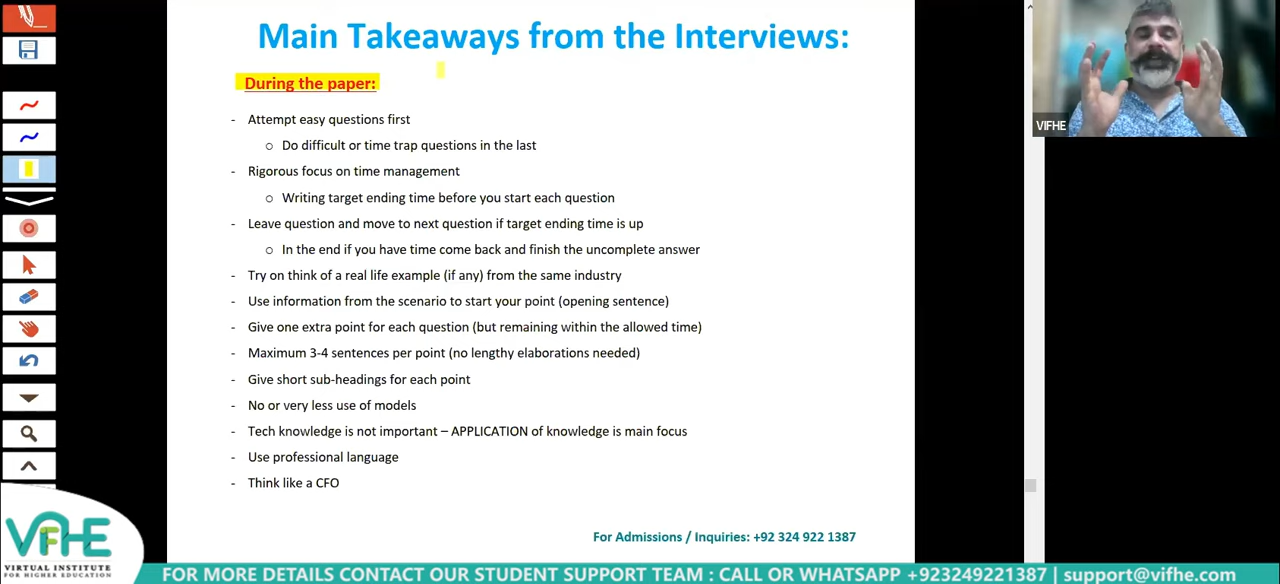 Main Takeaways from the Interviews:
During the paper:
- Attempt easy questions first
o Do difficult or time trap questions in the last
- Rigorous focus on time management
o Writing target ending time before you start each question
- Leave question and move to next question if target ending time is up
o In the end if you have time come back and finish the uncomplete answer
- Try on think of a real life example (if any) from the same industry
- Use information from the scenario to start your point (opening sentence)
- Give one extra point for each question (but remaining within the allowed time)
- Maximum 3-4 sentences per point (no lengthy elaborations needed)
- Give short sub-headings for each point
- No or very less use of models
- Tech knowledge is not important – APPLICATION of knowledge is main focus
- Use professional language
- Think like a CFO
For Admissions / Inquiries: +92 324 922 1387
VIFHE
VIFHE
VIRTUAL INSTITUTE
FOR HIGHER EDUCATION
FOR MORE DETAILS CONTACT OUR STUDENT SUPPORT TEAM : CALL OR WHATSAPP +923249221387 | support@vifhe.com